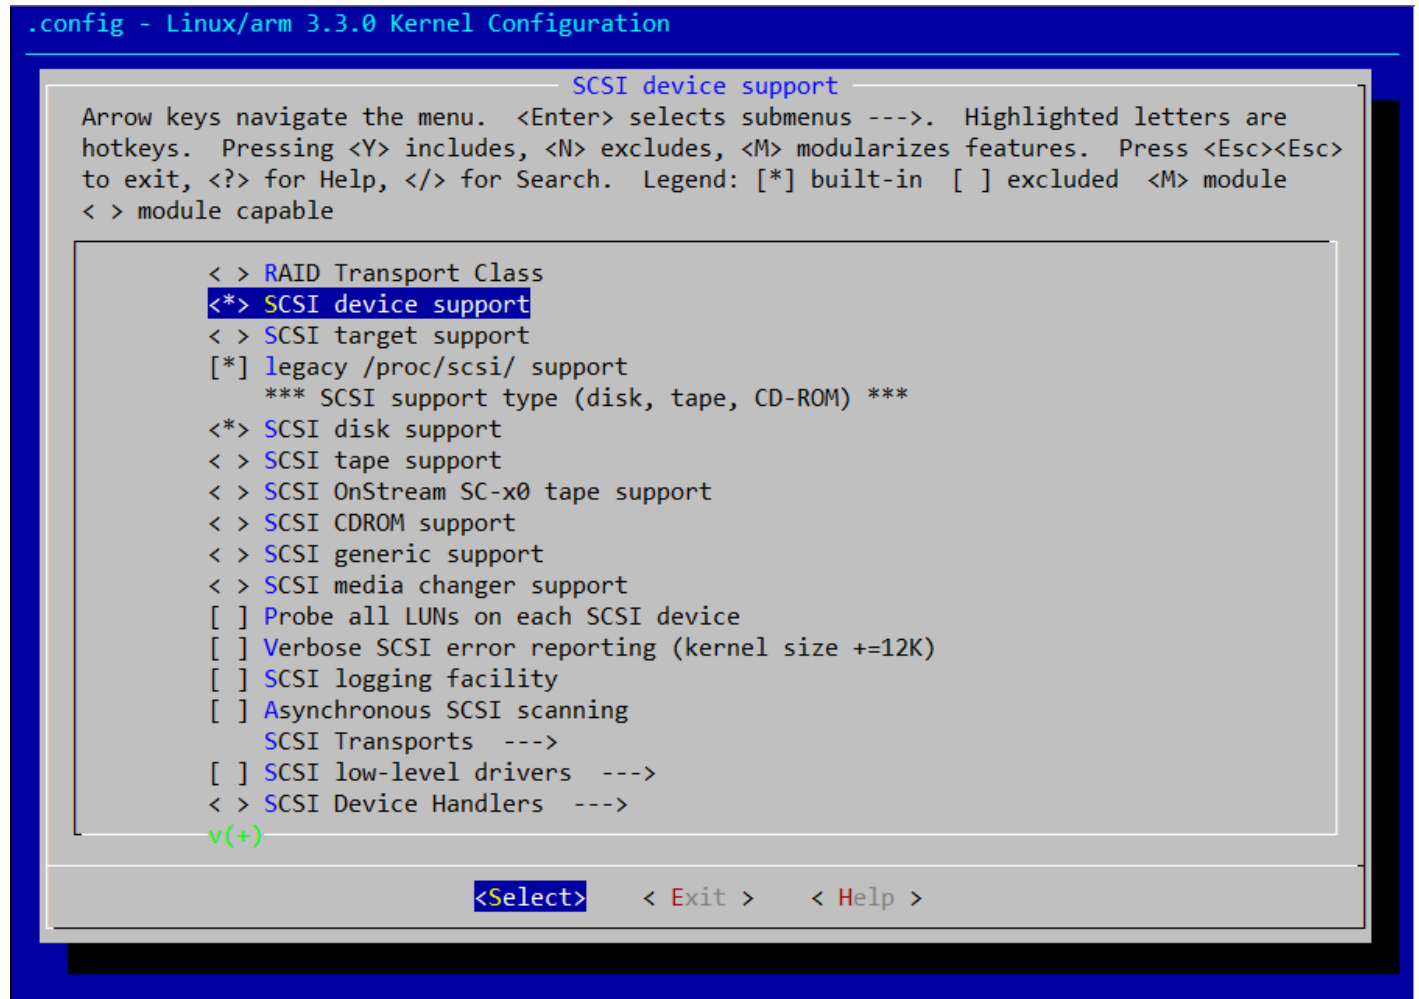 .config - Linux/arm 3.3.0 Kernel Configuration
SCSI device support
Arrow keys navigate the menu.  <Enter> selects submenus --->.  Highlighted letters are
hotkeys.  Pressing <Y> includes, <N> excludes, <M> modularizes features.  Press <Esc><Esc>
to exit, <?> for Help, </> for Search.  Legend: [*] built-in  [ ] excluded  <M> module
< > module capable
< > RAID Transport Class
<*> SCSI device support
< > SCSI target support
[*] legacy /proc/scsi/ support
*** SCSI support type (disk, tape, CD-ROM) ***
<*> SCSI disk support
< > SCSI tape support
< > SCSI OnStream SC-x0 tape support
< > SCSI CDROM support
< > SCSI generic support
< > SCSI media changer support
[ ] Probe all LUNs on each SCSI device
[ ] Verbose SCSI error reporting (kernel size +=12K)
[ ] SCSI logging facility
[ ] Asynchronous SCSI scanning
SCSI Transports  --->
[ ] SCSI low-level drivers  --->
< > SCSI Device Handlers  --->
v(+)
<Select>    < Exit >    < Help >